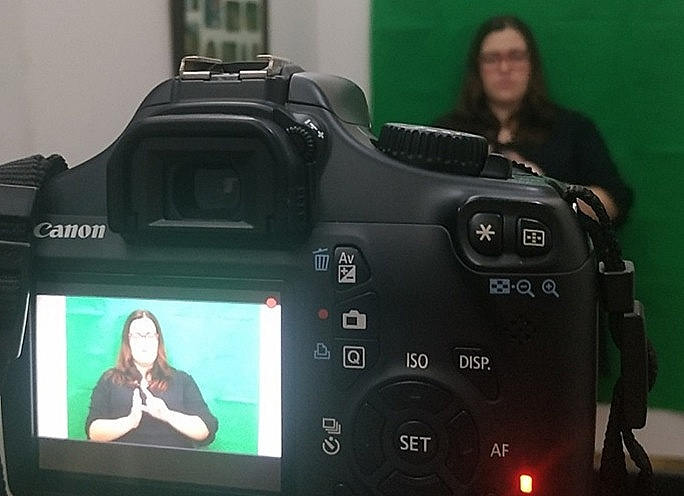 Canon
Av
Q
ISO
DISP.
SET
AF